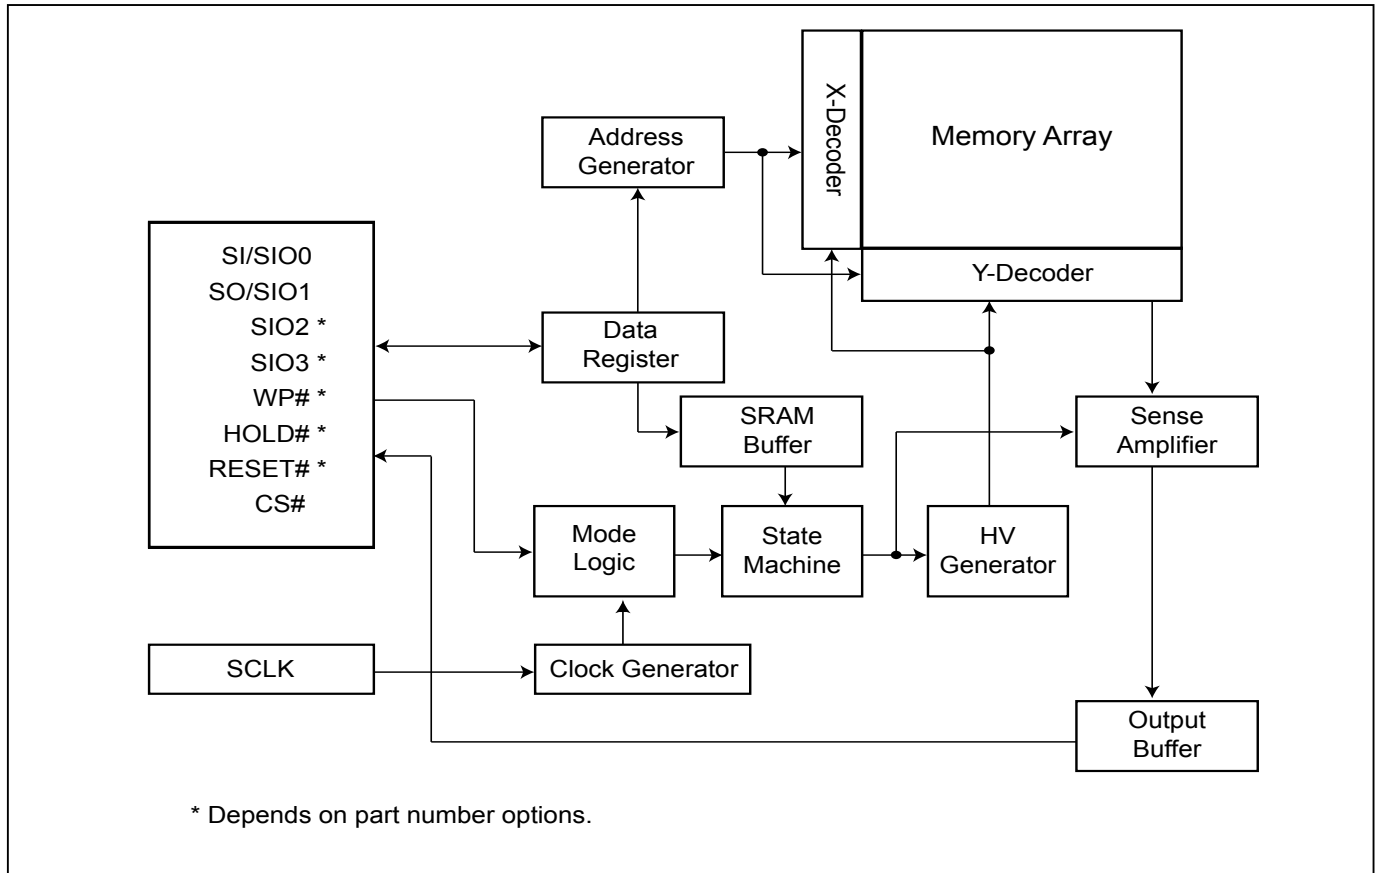 X-Decoder
Memory Array
Address
Generator
Y-Decoder
SI/SIO0
SO/SIO1
SIO2 *
SIO3 *
WP# *
HOLD# *
RESET# *
CS#
Data
Register
SRAM
Buffer
Sense
Amplifier
Mode
Logic
State
Machine
HV
Generator
SCLK
Clock Generator
Output
Buffer
* Depends on part number options.